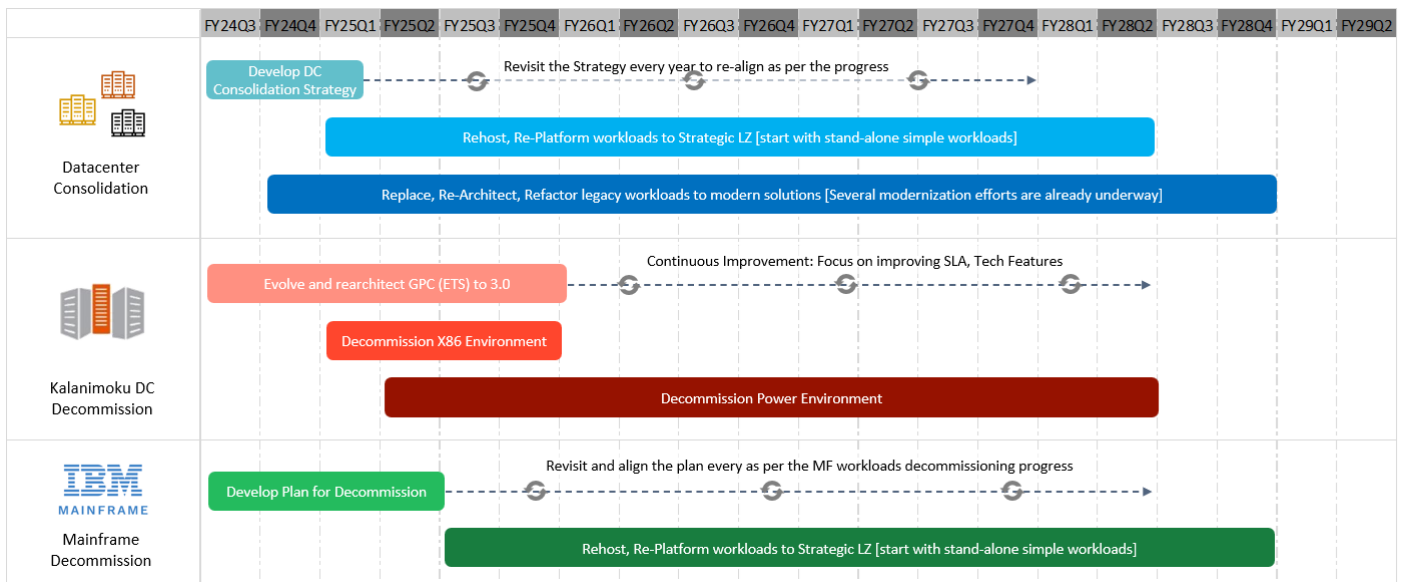 FY24Q3 FY24Q4 FY25Q1 FY25Q2 FY25Q3 FY25Q4 FY26Q1 FY26Q2 FY26Q3 FY26Q4 FY27Q1 FY27Q2 FY27Q3 FY27Q4 FY28Q1 FY28Q2 FY28Q3 FY28Q4 FY29Q1 FY29Q2
Datacenter
Consolidation
Develop DC
Consolidation Strategy
Revisit the Strategy every year to re-align as per the progress
Rehost, Re-Platform workloads to Strategic LZ [start with stand-alone simple workloads]
Replace, Re-Architect, Refactor legacy workloads to modern solutions [Several modernization efforts are already underway]
Kalanimoku DC
Decommission
Continuous Improvement: Focus on improving SLA, Tech Features
Evolve and rearchitect GPC (ETS) to 3.0
Decommission X86 Environment
Decommission Power Environment
IBM
MAINFRAME
Mainframe
Decommission
Revisit and align the plan every as per the MF workloads decommissioning progress
Develop Plan for Decommission
Rehost, Re-Platform workloads to Strategic LZ [start with stand-alone simple workloads]